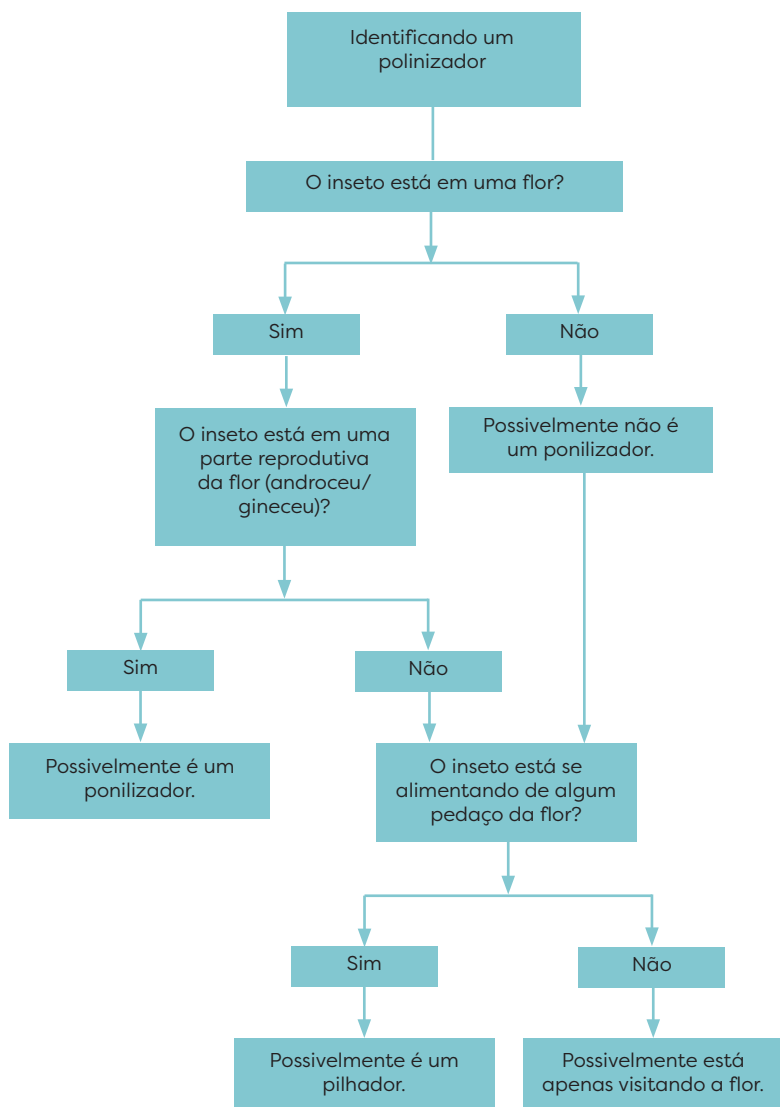 Identificando um
polinizador
O inseto está em uma flor?
Sim
Não
O inseto está em uma
parte reprodutiva
da flor (androceu/
gineceu)?
Possivelmente não é
um ponilizador.
Sim
Não
Possivelmente é um
ponilizador.
O inseto está se
alimentando de algum
pedaço da flor?
Sim
Não
Possivelmente é um
pilhador.
Possivelmente está
apenas visitando a flor.